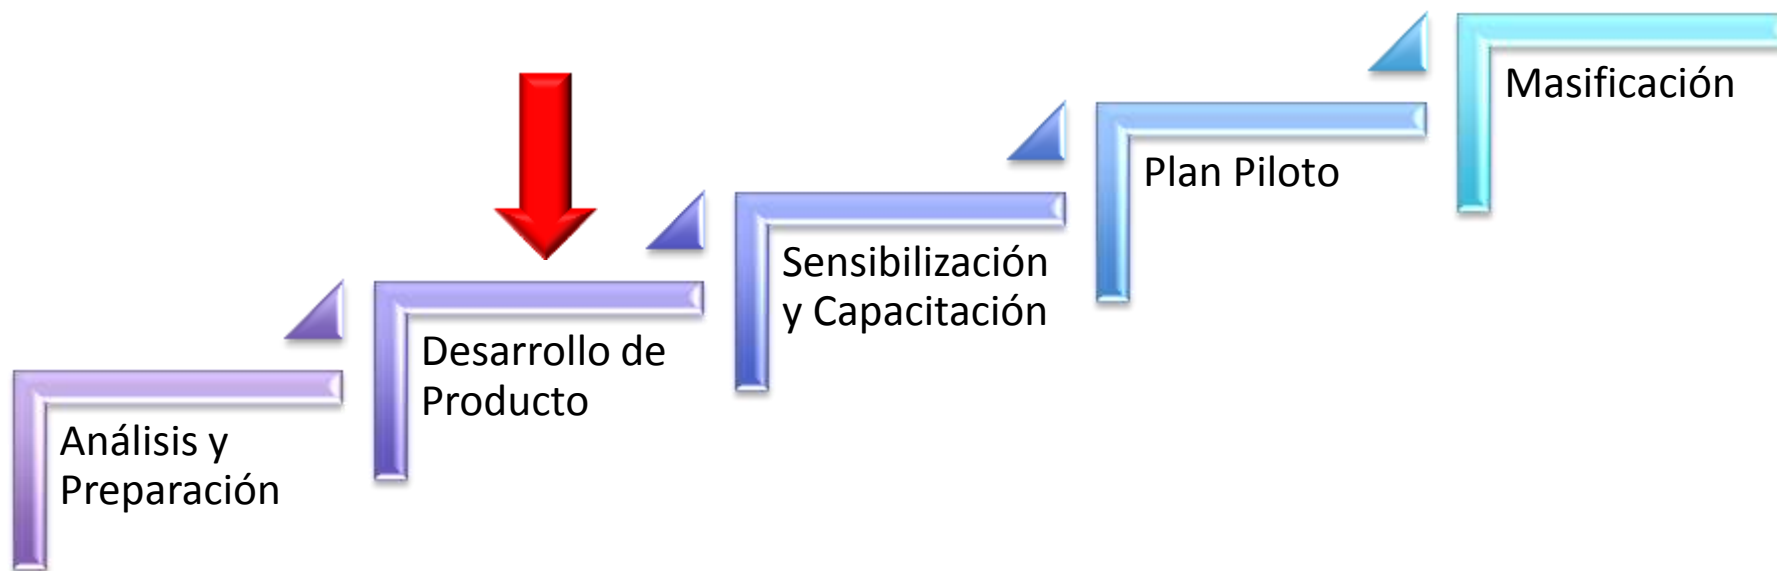 Análisis y
Preparación
Desarrollo de
Producto
Sensibilización
y Capacitación
Plan Piloto
Masificación